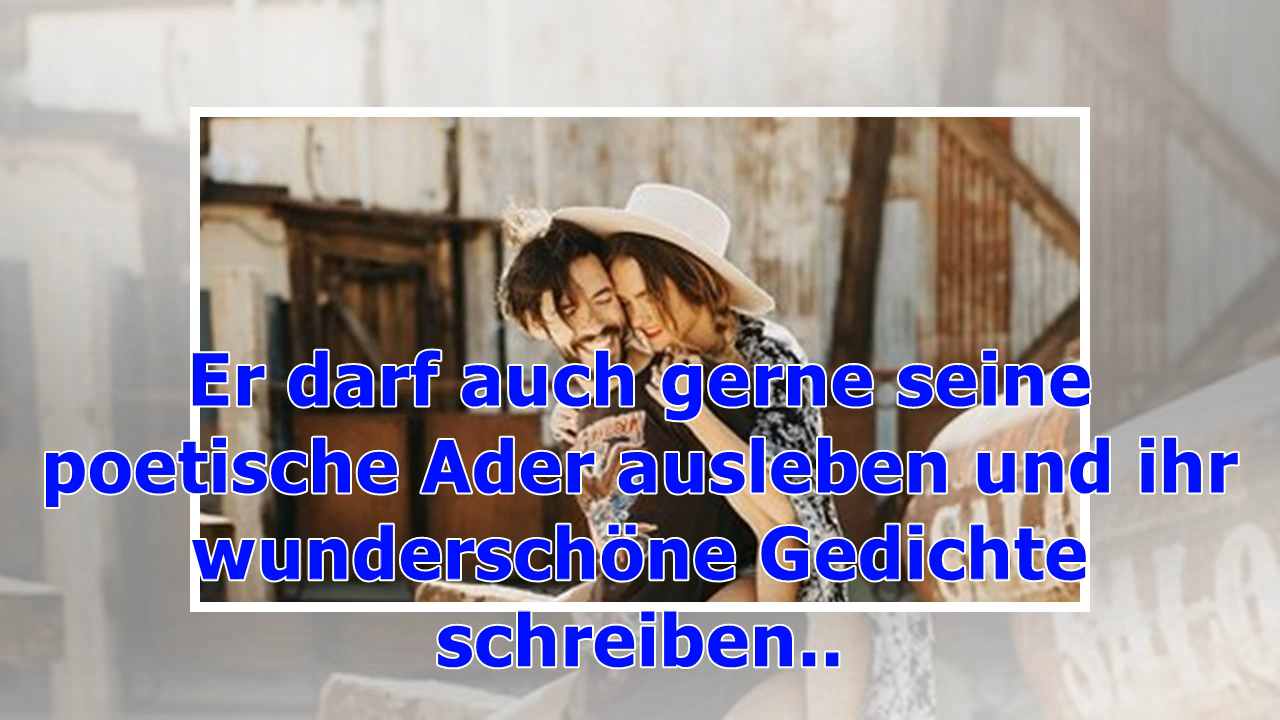 Er darf auch gerne seine
poetische Ader ausleben und ihr
wunderschöne Gedichte
schreiben..